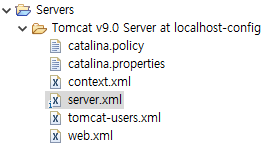 Servers
Tomcat v9.0 Server at localhost-config
catalina.policy
catalina.properties
context.xml
server.xml
tomcat-users.xml
web.xml